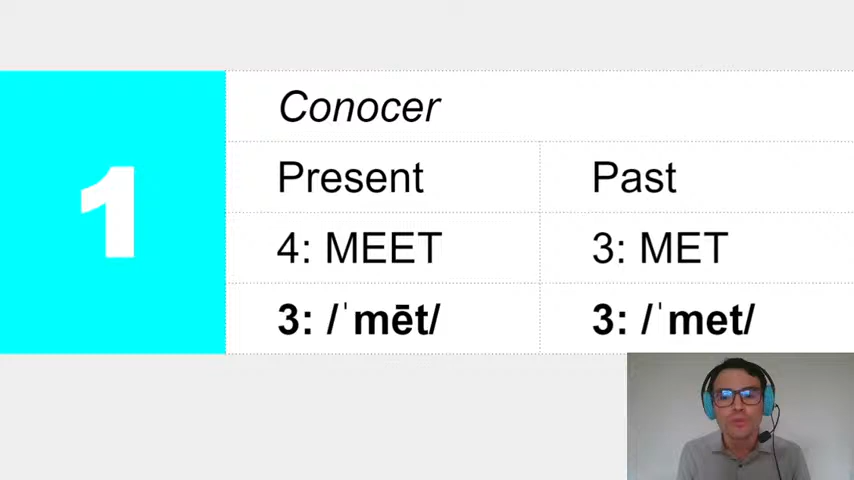 1
Conocer
Present Past
4: MEET 3: MET
3: /ˈmēt/ 3: /ˈmet/